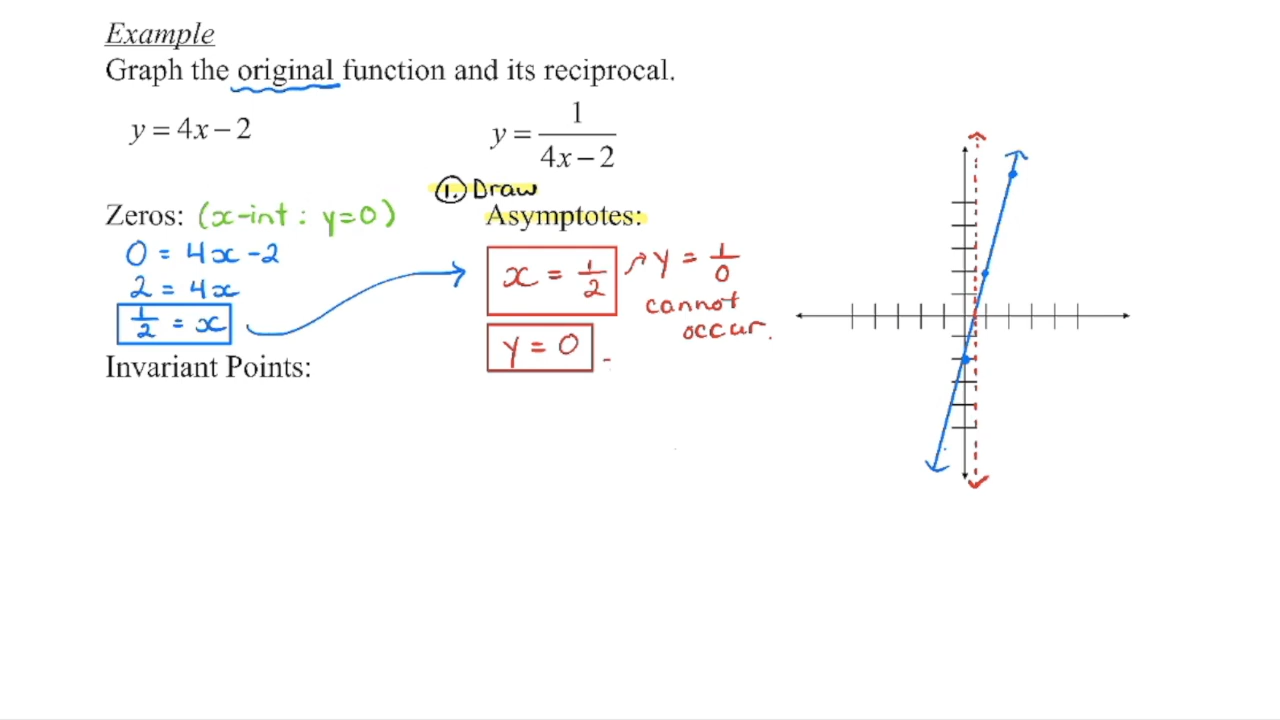 Example
Graph the original function and its reciprocal.
y = 4x − 2
y = 1/(4x − 2)
① Draw
Zeros: (x-int : y=0)
Asymptotes:
0 = 4x -2
2 = 4x
1/2 = x
x = 1/2
y = 1/0
cannot
occur.
y = 0
Invariant Points: